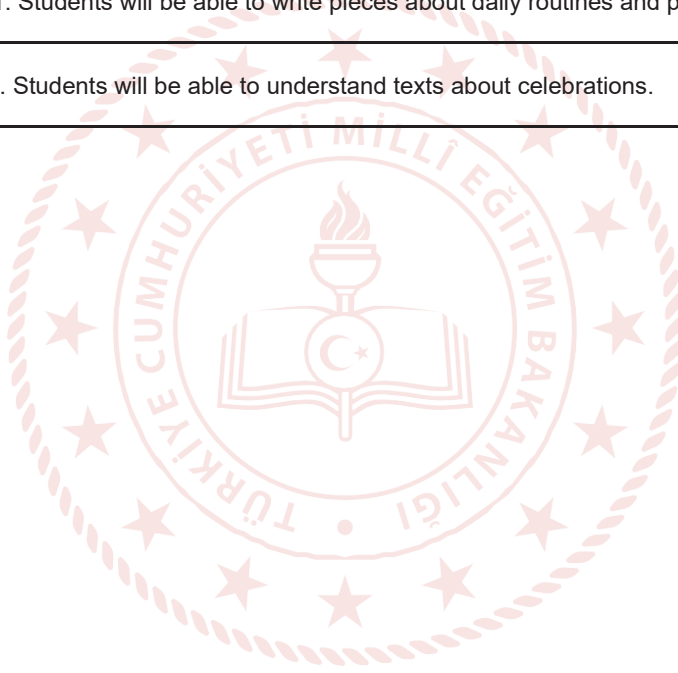 . Students will be able to write pieces about daily routines and p
. Students will be able to understand texts about celebrations.
TÜRKİYE CUMHURİYETİ MİLLÎ EĞİTİM BAKANLIĞI